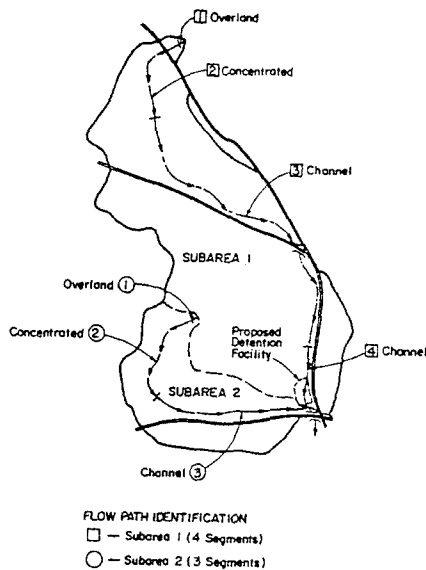 1 Overland
2 Concentrated
3 Channel
SUBAREA 1
Overland 1
Concentrated 2
Proposed
Detention
Facility
4 Channel
SUBAREA 2
Channel 3
FLOW PATH IDENTIFICATION
□ — Subarea 1 (4 Segments)
○ — Subarea 2 (3 Segments)